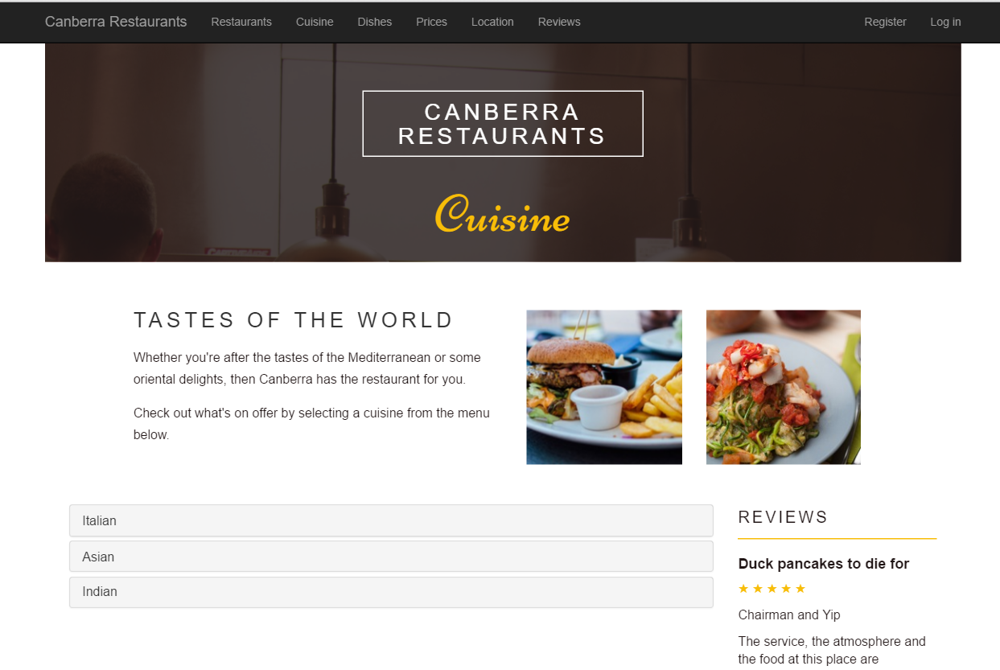 Canberra Restaurants Restaurants Cuisine Dishes Prices Location Reviews Register Log in
CANBERRA
RESTAURANTS
Cuisine
TASTES OF THE WORLD
Whether you're after the tastes of the Mediterranean or some
oriental delights, then Canberra has the restaurant for you.
Check out what's on offer by selecting a cuisine from the menu
below.
Italian
Asian
Indian
REVIEWS
Duck pancakes to die for
Chairman and Yip
The service, the atmosphere and
the food at this place are